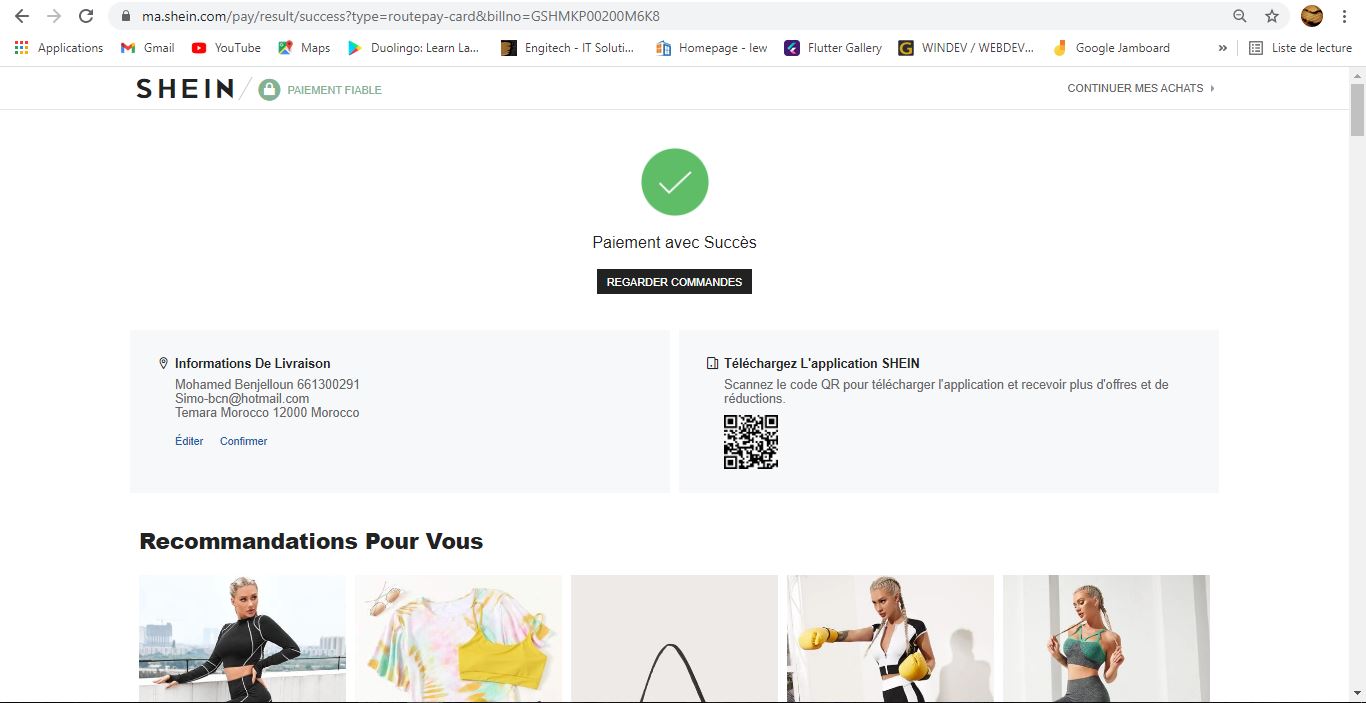 ma.shein.com/pay/result/success?type=routepay-card&billno=GSHMKP00200M6K8
Applications
Gmail
YouTube
Maps
Duolingo: Learn La...
Engitech - IT Soluti...
Homepage - Iew
Flutter Gallery
WINDEV / WEBDEV...
Google Jamboard
»
Liste de lecture
SHEIN
PAIEMENT FIABLE
CONTINUER MES ACHATS
Paiement avec Succès
REGARDER COMMANDES
Informations De Livraison
Mohamed Benjelloun 661300291
Simo-bcn@hotmail.com
Temara Morocco 12000 Morocco
Éditer Confirmer
Téléchargez L'application SHEIN
Scannez le code QR pour télécharger l'application et recevoir plus d'offres et de
réductions.
Recommandations Pour Vous